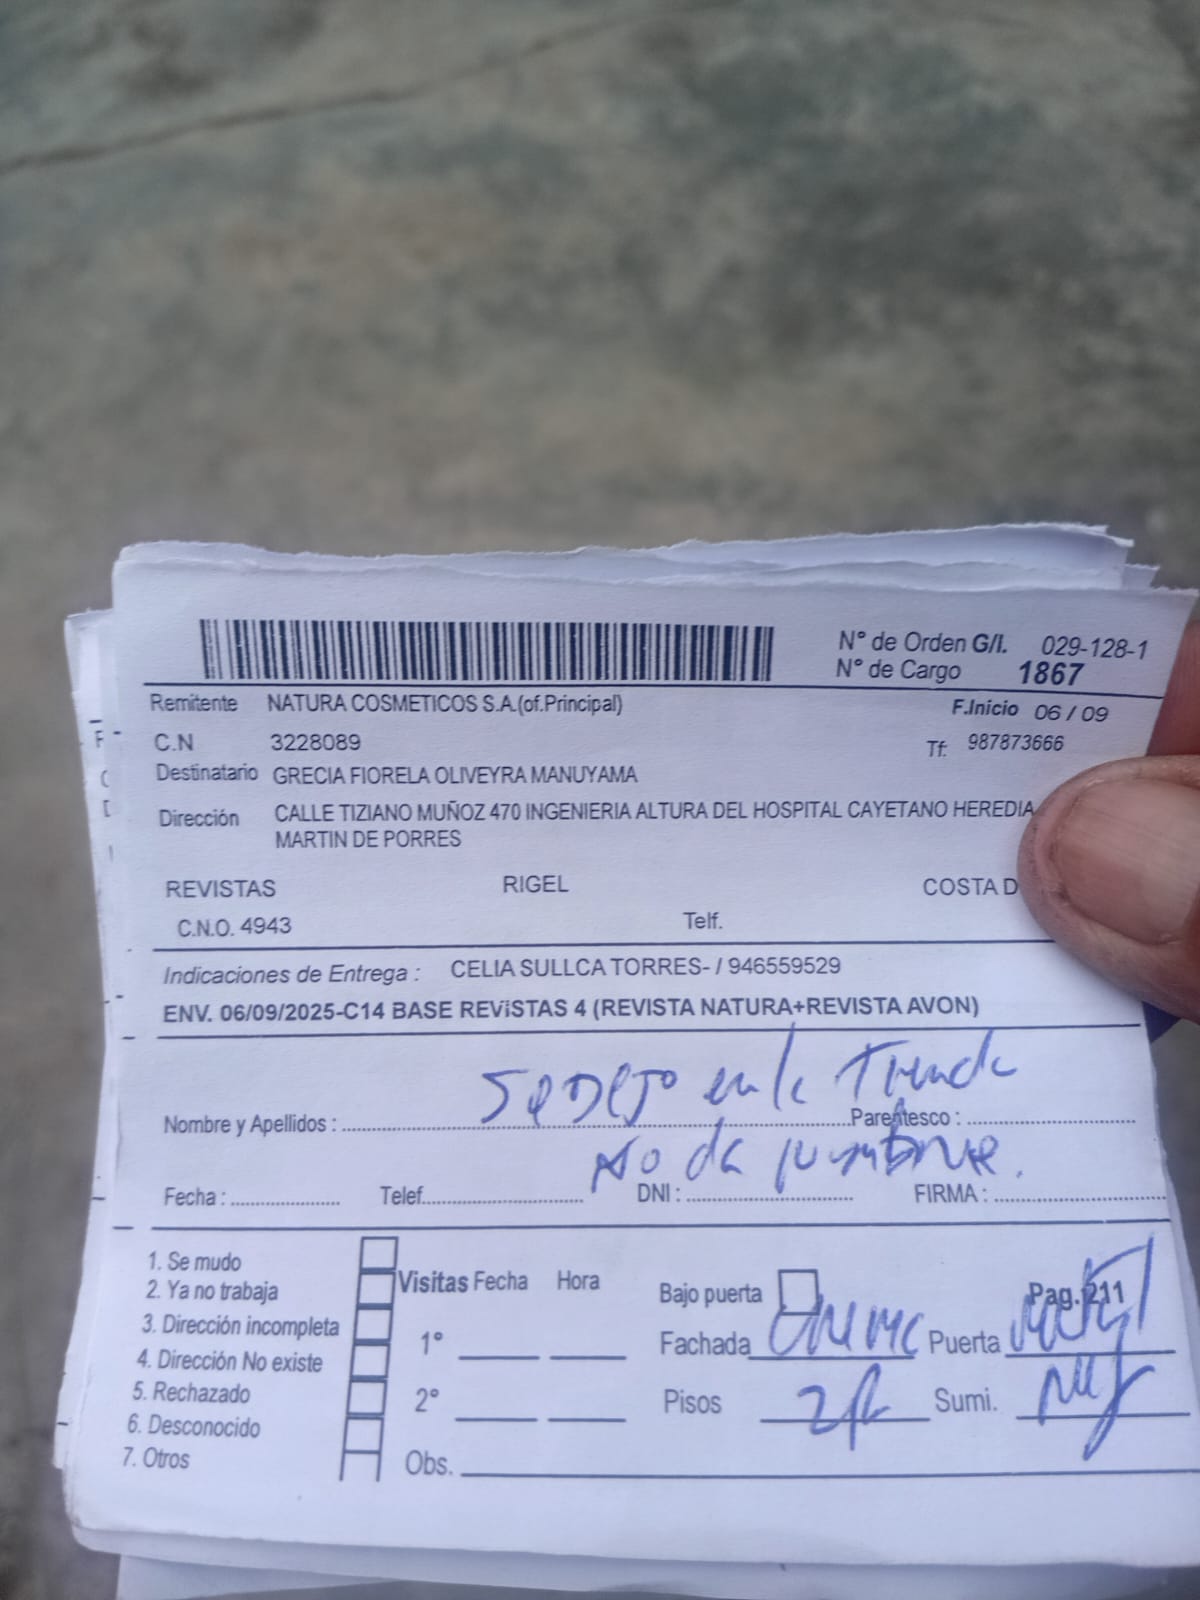 N° de Orden G/I. 029-128-1
N° de Cargo 1867
Remitente NATURA COSMETICOS S.A.(of.Principal)
F.Inicio 06 / 09
C.N 3228089
Tf: 987873666
Destinatario GRECIA FIORELA OLIVEYRA MANUYAMA
Dirección CALLE TIZIANO MUÑOZ 470 INGENIERIA ALTURA DEL HOSPITAL CAYETANO HEREDIA
MARTIN DE PORRES
REVISTAS RIGEL COSTA D
C.N.O. 4943 Telf.
Indicaciones de Entrega : CELIA SULLCA TORRES- / 946559529
ENV. 06/09/2025-C14 BASE REViSTAS 4 (REVISTA NATURA+REVISTA AVON)
Se DEJO en la Tienda
Nombre y Apellidos : Parentesco :
No da nombre.
Fecha : Telef. DNI : FIRMA :
1. Se mudo
2. Ya no trabaja
3. Dirección incompleta
4. Dirección No existe
5. Rechazado
6. Desconocido
7. Otros
Visitas Fecha Hora
1°
2°
Obs.
Bajo puerta Pag. 211
Fachada Puerta
Pisos 2p Sumi.